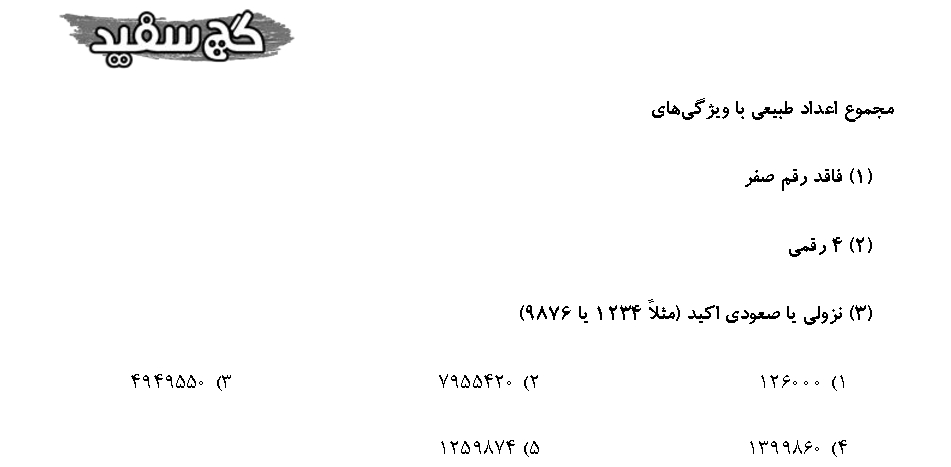 گچ سفید
مجموع اعداد طبیعی با ویژگی‌های
(۱) فاقد رقم صفر
(۲) ۴ رقمی
(۳) نزولی یا صعودی اکید (مثلاً ۱۲۳۴ یا ۹۸۷۶)
۱) ۱۲۶۰۰۰ ۲) ۷۹۵۵۴۲۰ ۳) ۴۹۴۹۵۵۰
۴) ۱۳۹۹۸۶۰ ۵) ۱۲۵۹۸۷۴